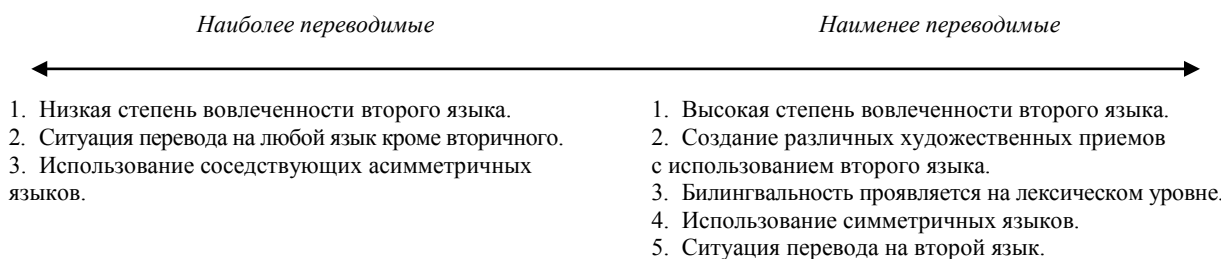 Наиболее переводимые
Наименее переводимые
1. Низкая степень вовлеченности второго языка.
2. Ситуация перевода на любой язык кроме вторичного.
3. Использование соседствующих асимметричных
языков.
1. Высокая степень вовлеченности второго языка.
2. Создание различных художественных приемов
с использованием второго языка.
3. Билингвальность проявляется на лексическом уровне.
4. Использование симметричных языков.
5. Ситуация перевода на второй язык.